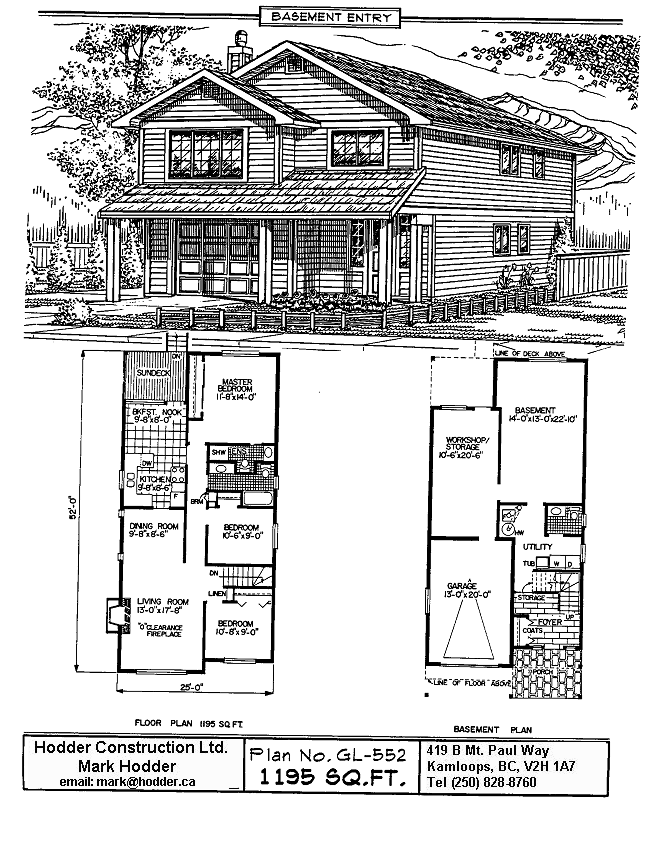 BASEMENT ENTRY
DN
SUNDECK
MASTER
BEDROOM
11'-8"x14'-0"
BKFST. NOOK
9'-8"x8'-0"
SHW
ENS
DW
KITCHEN
9'-8"x8'-6"
F
BRM
DINING ROOM
9'-8"x8'-6"
BEDROOM
10'-6"x9'-0"
DN
LINEN
LIVING ROOM
13'-0"x17'-8"
"0" CLEARANCE
FIREPLACE
BEDROOM
10'-8"x9'-0"
52'-0"
25'-0"
FLOOR PLAN 1195 SQ FT.
LINE OF DECK ABOVE
BASEMENT
14'-0"x13'-0"x22'-10"
WORKSHOP/
STORAGE
10'-6"x20'-6"
HW
UTILITY
TUB
W
D
GARAGE
13'-0"x20'-0"
STORAGE
UP
FOYER
COATS
PORCH
LINE OF FLOOR ABOVE
BASEMENT PLAN
Hodder Construction Ltd.
Mark Hodder
email: mark@hodder.ca
Plan No. GL-552
1195 SQ.FT.
419 B Mt. Paul Way
Kamloops, BC, V2H 1A7
Tel (250) 828-8760